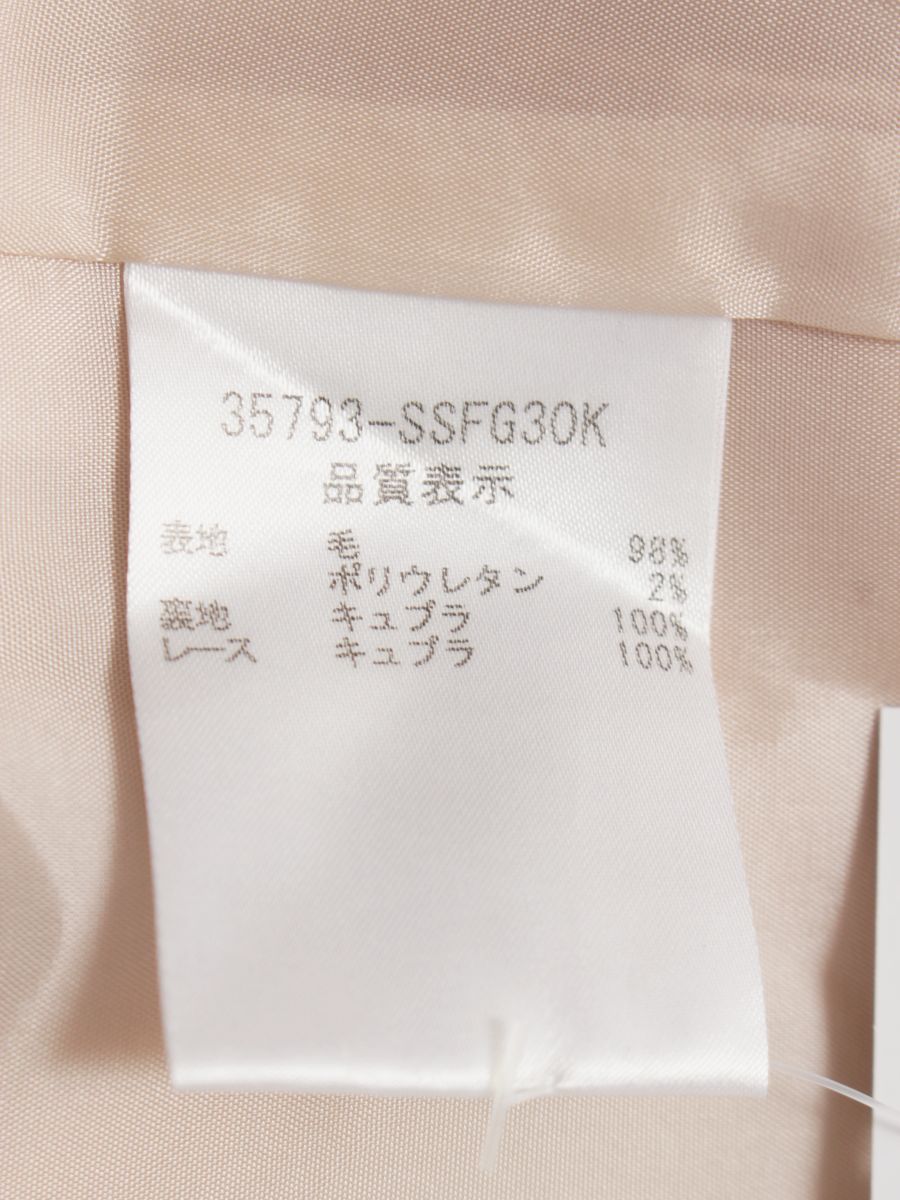 35793-SSFG30K
品質表示
表地 毛 98%
ポリウレタン 2%
裏地 キュプラ 100%
レース キュプラ 100%